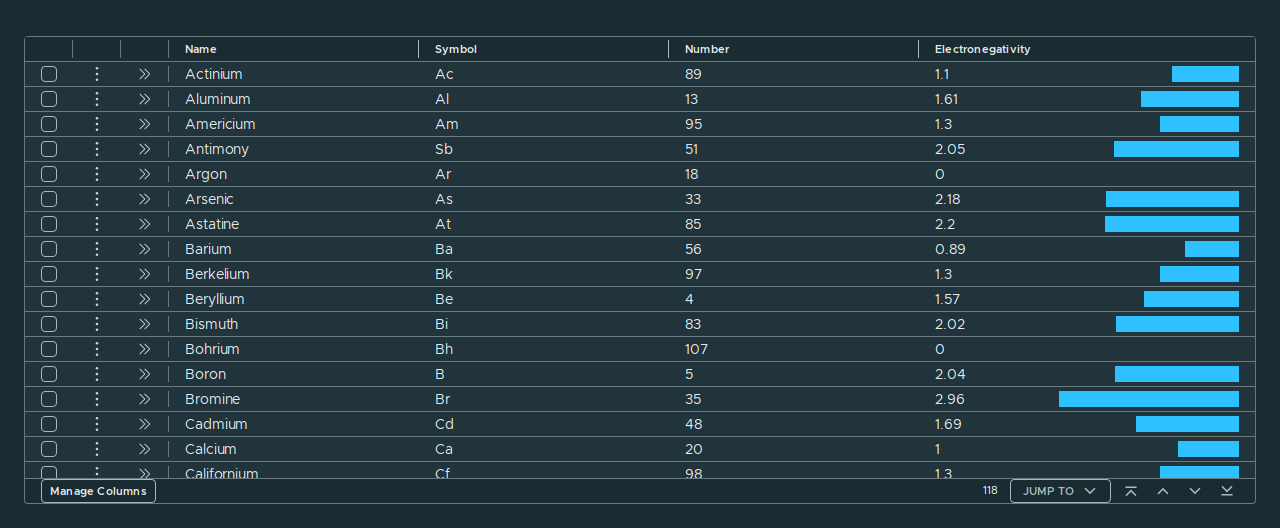 Name Symbol Number Electronegativity
Actinium Ac 89 1.1
Aluminum Al 13 1.61
Americium Am 95 1.3
Antimony Sb 51 2.05
Argon Ar 18 0
Arsenic As 33 2.18
Astatine At 85 2.2
Barium Ba 56 0.89
Berkelium Bk 97 1.3
Beryllium Be 4 1.57
Bismuth Bi 83 2.02
Bohrium Bh 107 0
Boron B 5 2.04
Bromine Br 35 2.96
Cadmium Cd 48 1.69
Calcium Ca 20 1
Californium Cf 98 1.3
Manage Columns 118 JUMP TO